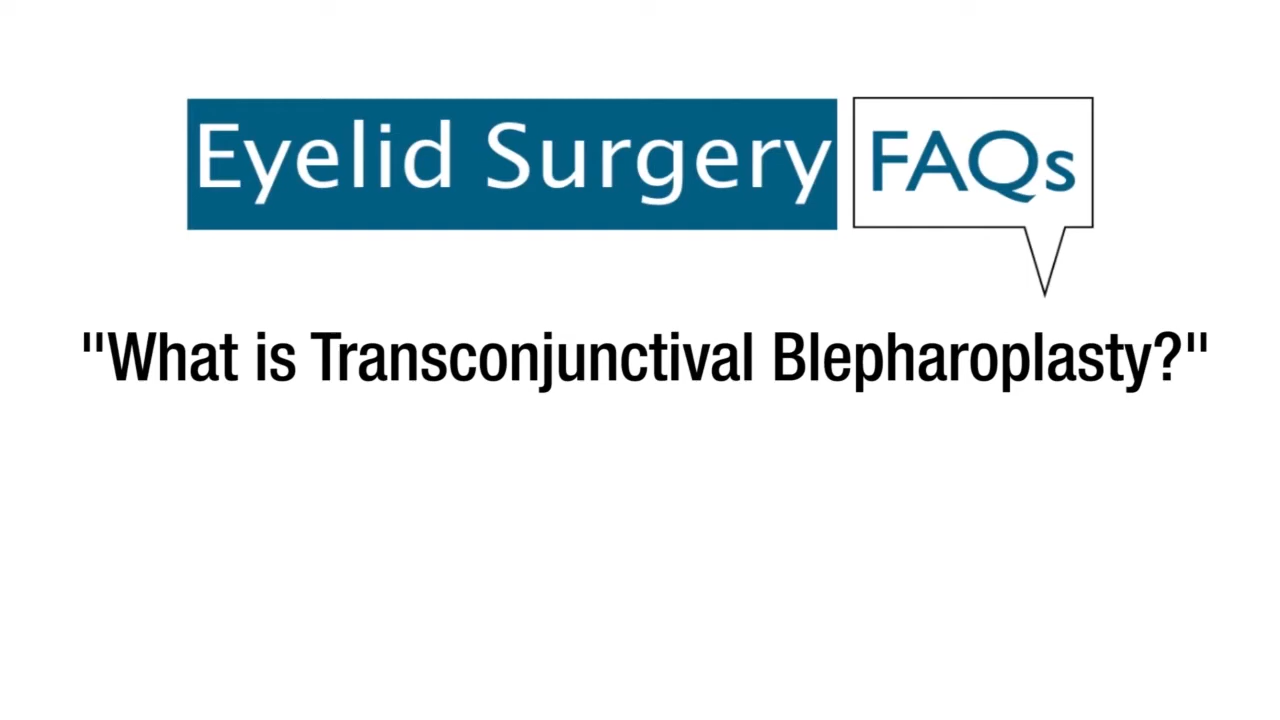 Eyelid Surgery FAQs
"What is Transconjunctival Blepharoplasty?"